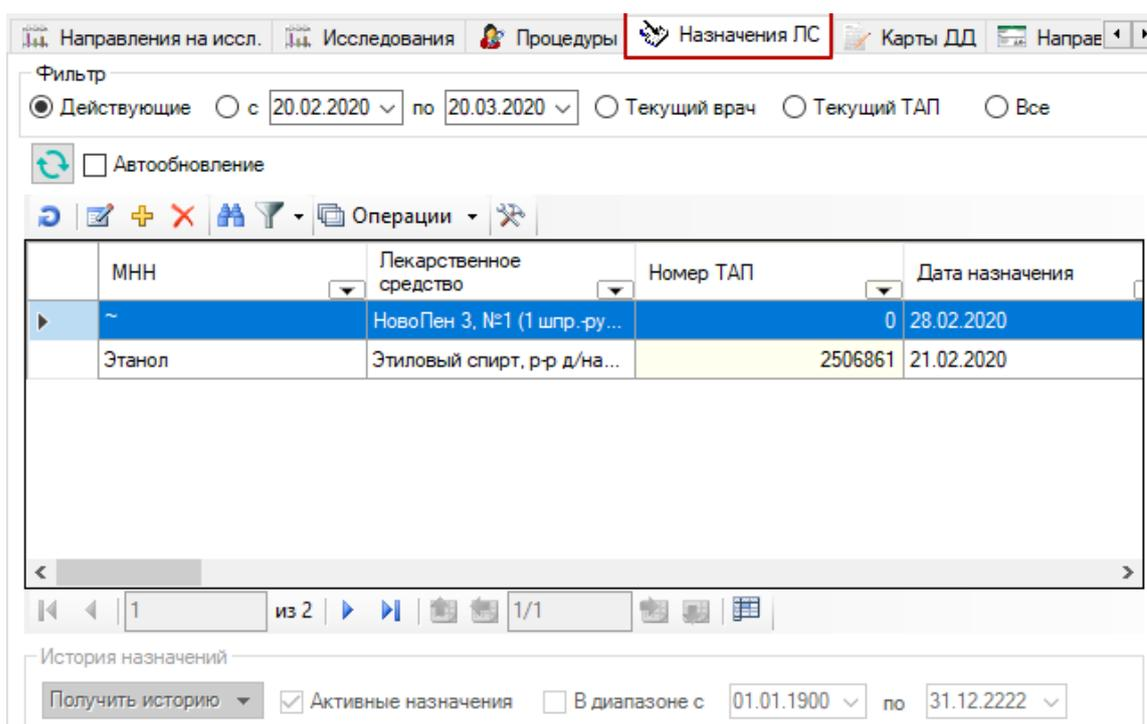 Направления на иссл. Исследования Процедуры Назначения ЛС Карты ДД Направ
Фильтр
Действующие с 20.02.2020 по 20.03.2020 Текущий врач Текущий ТАП Все
Автообновление
Операции
МНН Лекарственное средство Номер ТАП Дата назначения
~ НовоПен 3, №1 (1 шпр.-ру... 0 28.02.2020
Этанол Этиловый спирт, р-р д/на... 2506861 21.02.2020
1 из 2 1/1
История назначений
Получить историю Активные назначения В диапазоне с 01.01.1900 по 31.12.2222